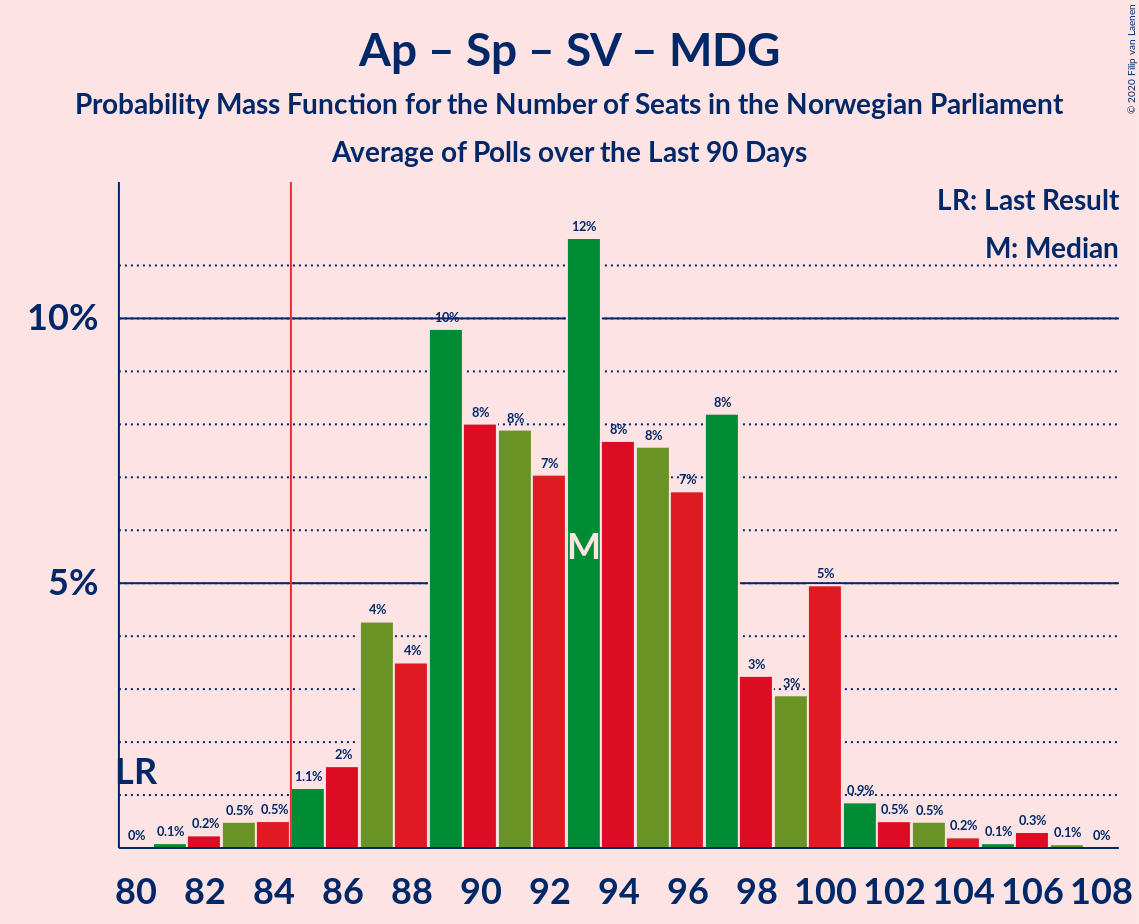 Ap – Sp – SV – MDG
Probability Mass Function for the Number of Seats in the Norwegian Parliament
Average of Polls over the Last 90 Days
© 2020 Filip van Laenen
LR: Last Result
M: Median
10%
5%
LR
M
0% 0.1% 0.2% 0.5% 0.5% 1.1% 2% 4% 4% 10% 8% 8% 7% 12% 8% 8% 7% 8% 3% 3% 5% 0.9% 0.5% 0.5% 0.2% 0.1% 0.3% 0.1% 0%
80 82 84 86 88 90 92 94 96 98 100 102 104 106 108